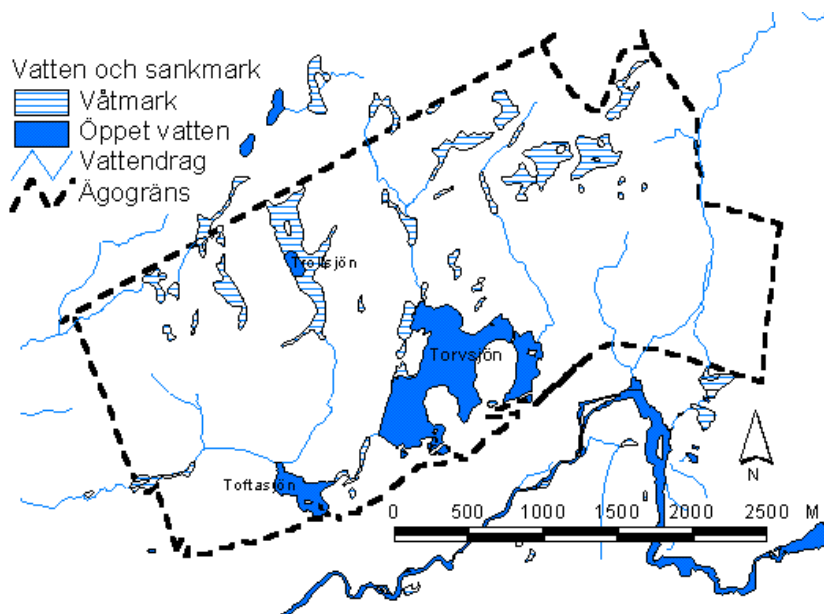 Vatten och sankmark
Våtmark
Öppet vatten
Vattendrag
Ägogräns
Trollsjön
Torvsjön
Toftasjön
N
0 500 1000 1500 2000 2500 M